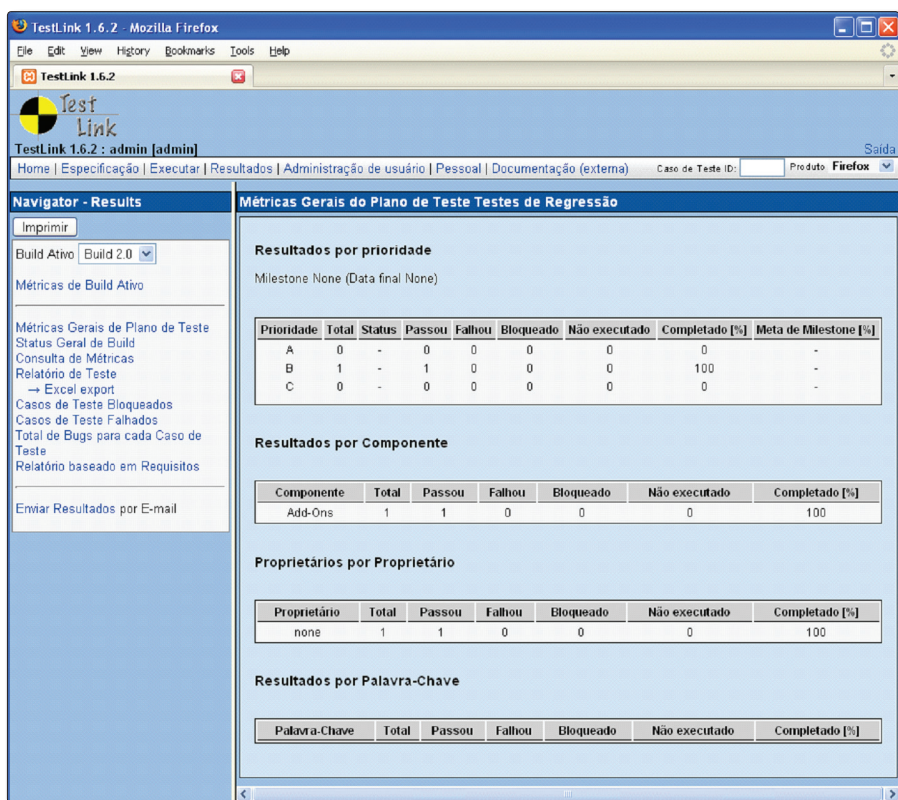 TestLink 1.6.2 - Mozilla Firefox
File Edit View History Bookmarks Tools Help
TestLink 1.6.2
Test
Link
TestLink 1.6.2 : admin [admin]
Saída
Home | Especificação | Executar | Resultados | Administração de usuário | Pessoal | Documentação (externa) Caso de Teste ID: Produto Firefox
Navigator - Results
Imprimir
Build Ativo Build 2.0
Métricas de Build Ativo
Métricas Gerais de Plano de Teste
Status Geral de Build
Consulta de Métricas
Relatório de Teste
→ Excel export
Casos de Teste Bloqueados
Casos de Teste Falhados
Total de Bugs para cada Caso de
Teste
Relatório baseado em Requisitos
Enviar Resultados por E-mail
Métricas Gerais do Plano de Teste Testes de Regressão
Resultados por prioridade
Milestone None (Data final None)
Prioridade Total Status Passou Falhou Bloqueado Não executado Completado [%] Meta de Milestone [%]
A 0 - 0 0 0 0 0 -
B 1 - 1 0 0 0 100 -
C 0 - 0 0 0 0 0 -
Resultados por Componente
Componente Total Passou Falhou Bloqueado Não executado Completado [%]
Add-Ons 1 1 0 0 0 100
Proprietários por Proprietário
Proprietário Total Passou Falhou Bloqueado Não executado Completado [%]
none 1 1 0 0 0 100
Resultados por Palavra-Chave
Palavra-Chave Total Passou Falhou Bloqueado Não executado Completado [%]